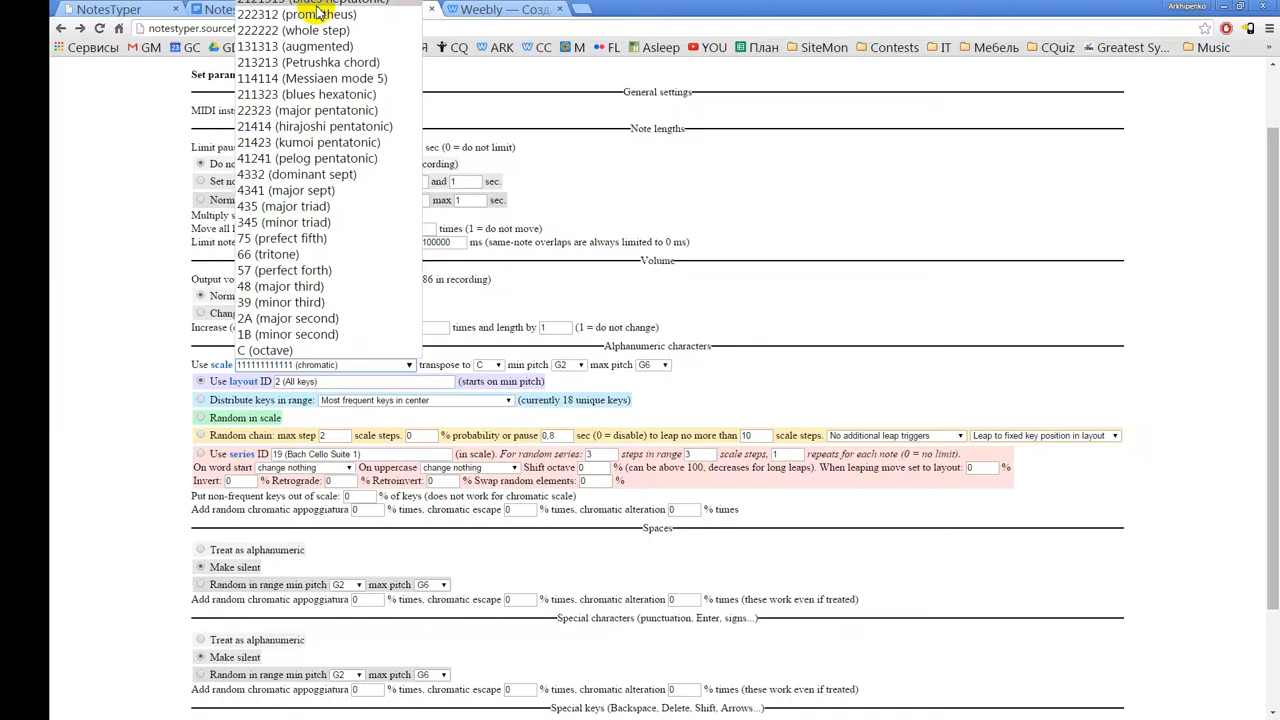 NotesTyper
Notes
Weebly — Созд
Arkhipenko
notestyper.source
Сервисы
GM
GC
YOU
CQ
ARK
CC
M
FL
Asleep
YYY
План
SiteMon
Contests
IT
Мебель
CQuiz
Greatest Sy
Music
2121313 (blues heptatonic)
222312 (prometheus)
222222 (whole step)
131313 (augmented)
213213 (Petrushka chord)
114114 (Messiaen mode 5)
211323 (blues hexatonic)
22323 (major pentatonic)
21414 (hirajoshi pentatonic)
21423 (kumoi pentatonic)
41241 (pelog pentatonic)
4332 (dominant sept)
4341 (major sept)
435 (major triad)
345 (minor triad)
75 (prefect fifth)
66 (tritone)
57 (perfect forth)
48 (major third)
39 (minor third)
2A (major second)
1B (minor second)
C (octave)
Set param
General settings
MIDI inst
Note lengths
Limit pau sec (0 = do not limit)
Do no cording)
Set no and 1 sec.
Norm max 1
Multiply s
Move all l times (1 = do not move)
Limit note 100000 ms (same-note overlaps are always limited to 0 ms)
Volume
Output vo 86 in recording)
Norm
Chang
Increase ( times and length by 1 (1 = do not change)
Alphanumeric characters
Use scale 111111111111 (chromatic) transpose to C min pitch G2 max pitch G6
Use layout ID 2 (All keys) (starts on min pitch)
Distribute keys in range: Most frequent keys in center (currently 18 unique keys)
Random in scale
Random chain: max step 2 scale steps. 0 % probability or pause 0,8 sec (0 = disable) to leap no more than 10 scale steps. No additional leap triggers Leap to fixed key position in layout
Use series ID 19 (Bach Cello Suite 1) (in scale). For random series: 3 steps in range 3 scale steps, 1 repeats for each note (0 = no limit).
On word start change nothing On uppercase change nothing Shift octave 0 % (can be above 100, decreases for long leaps). When leaping move set to layout: 0 %
Invert: 0 % Retrograde: 0 % Retroinvert: 0 % Swap random elements: 0 %
Put non-frequent keys out of scale: 0 % of keys (does not work for chromatic scale)
Add random chromatic appoggiatura 0 % times, chromatic escape 0 % times, chromatic alteration 0 % times
Spaces
Treat as alphanumeric
Make silent
Random in range min pitch G2 max pitch G6
Add random chromatic appoggiatura 0 % times, chromatic escape 0 % times, chromatic alteration 0 % times (these work even if treated)
Special characters (punctuation, Enter, signs...)
Treat as alphanumeric
Make silent
Random in range min pitch G2 max pitch G6
Add random chromatic appoggiatura 0 % times, chromatic escape 0 % times, chromatic alteration 0 % times (these work even if treated)
Special keys (Backspace, Delete, Shift, Arrows...)